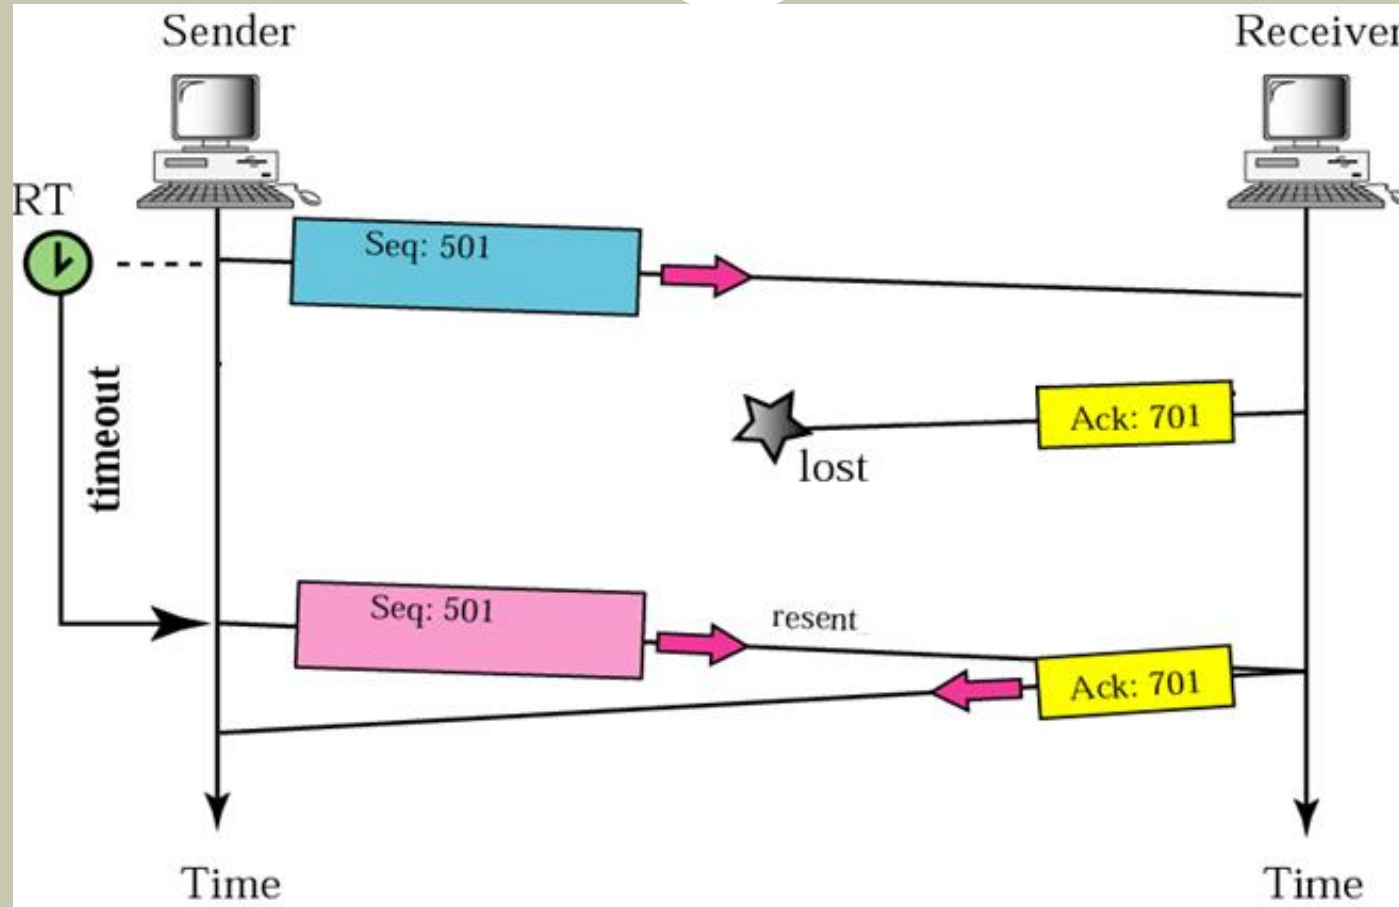 Sender
Receiver
RT
Seq: 501
Ack: 701
lost
timeout
Seq: 501
resent
Ack: 701
Time
Time